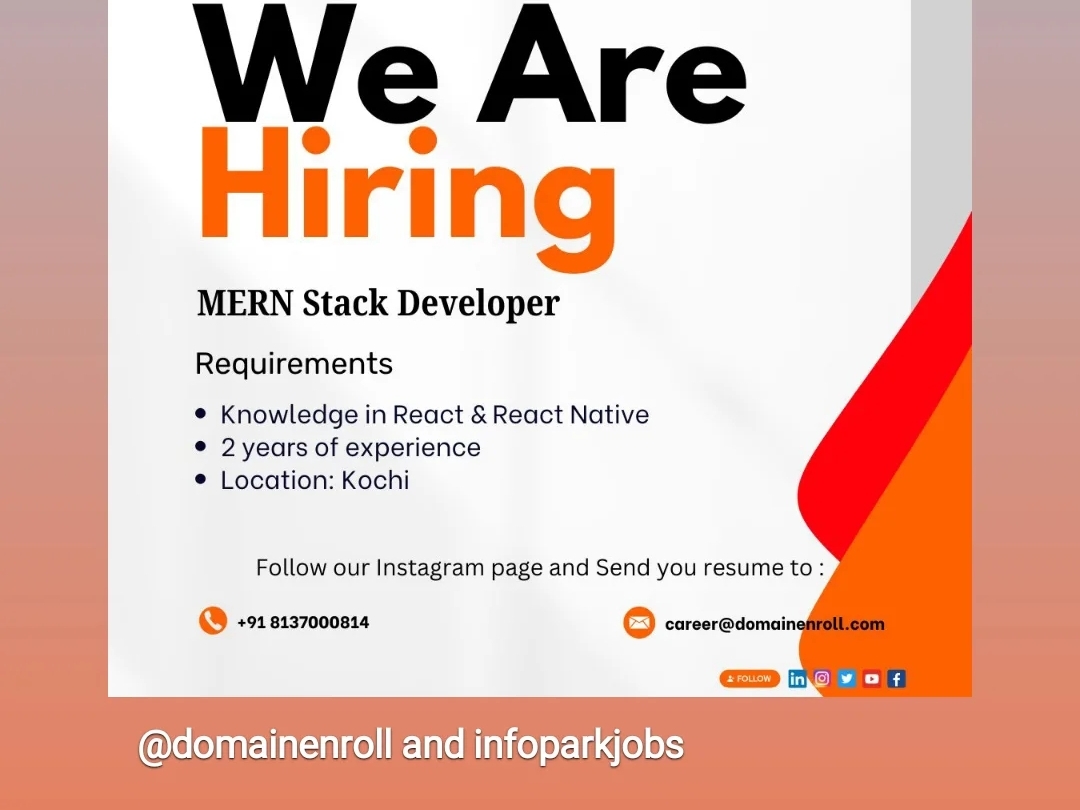 We Are
Hiring
MERN Stack Developer
Requirements
• Knowledge in React & React Native
• 2 years of experience
• Location: Kochi
Follow our Instagram page and Send you resume to :
+91 8137000814
career@domainenroll.com
FOLLOW
@domainenroll and infoparkjobs